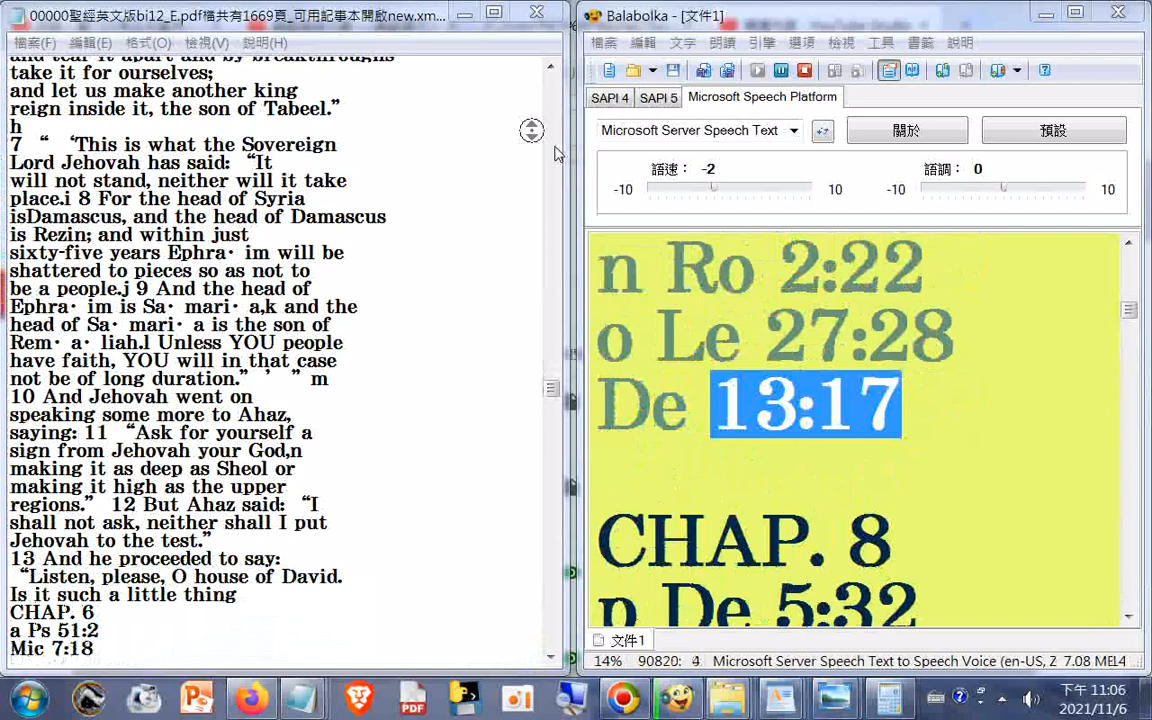 00000聖經英文版bi12_E.pdf檔共有1669頁_可用記事本開啟new.xm...
檔案(F) 編輯(E) 格式(O) 檢視(V) 說明(H)
and tear it apart and by breakthroughs
take it for ourselves;
and let us make another king
reign inside it, the son of Tabeel.”
h
7 “ ‘This is what the Sovereign
Lord Jehovah has said: “It
will not stand, neither will it take
place.i 8 For the head of Syria
isDamascus, and the head of Damascus
is Rezin; and within just
sixty-five years Ephra· im will be
shattered to pieces so as not to
be a people.j 9 And the head of
Ephra· im is Sa· mari· a,k and the
head of Sa· mari· a is the son of
Rem· a· liah.l Unless YOU people
have faith, YOU will in that case
not be of long duration.” ’ ”m
10 And Jehovah went on
speaking some more to Ahaz,
saying: 11 “Ask for yourself a
sign from Jehovah your God,n
making it as deep as Sheol or
making it high as the upper
regions.” 12 But Ahaz said: “I
shall not ask, neither shall I put
Jehovah to the test.”
13 And he proceeded to say:
“Listen, please, O house of David.
Is it such a little thing
CHAP. 6
a Ps 51:2
Mic 7:18
Balabolka - [文件1]
檔案 編輯 文字 朗讀 引擎 選項 檢視 工具 書籤 說明
SAPI 4 SAPI 5 Microsoft Speech Platform
Microsoft Server Speech Text 關於 預設
語速： -2 語調： 0
-10 10 -10 10
n Ro 2:22
o Le 27:28
De 13:17
CHAP. 8
p De 5:32
文件1
14% 90820: 4 Microsoft Server Speech Text to Speech Voice (en-US, Z 7.08 MB
下午 11:06
2021/11/6